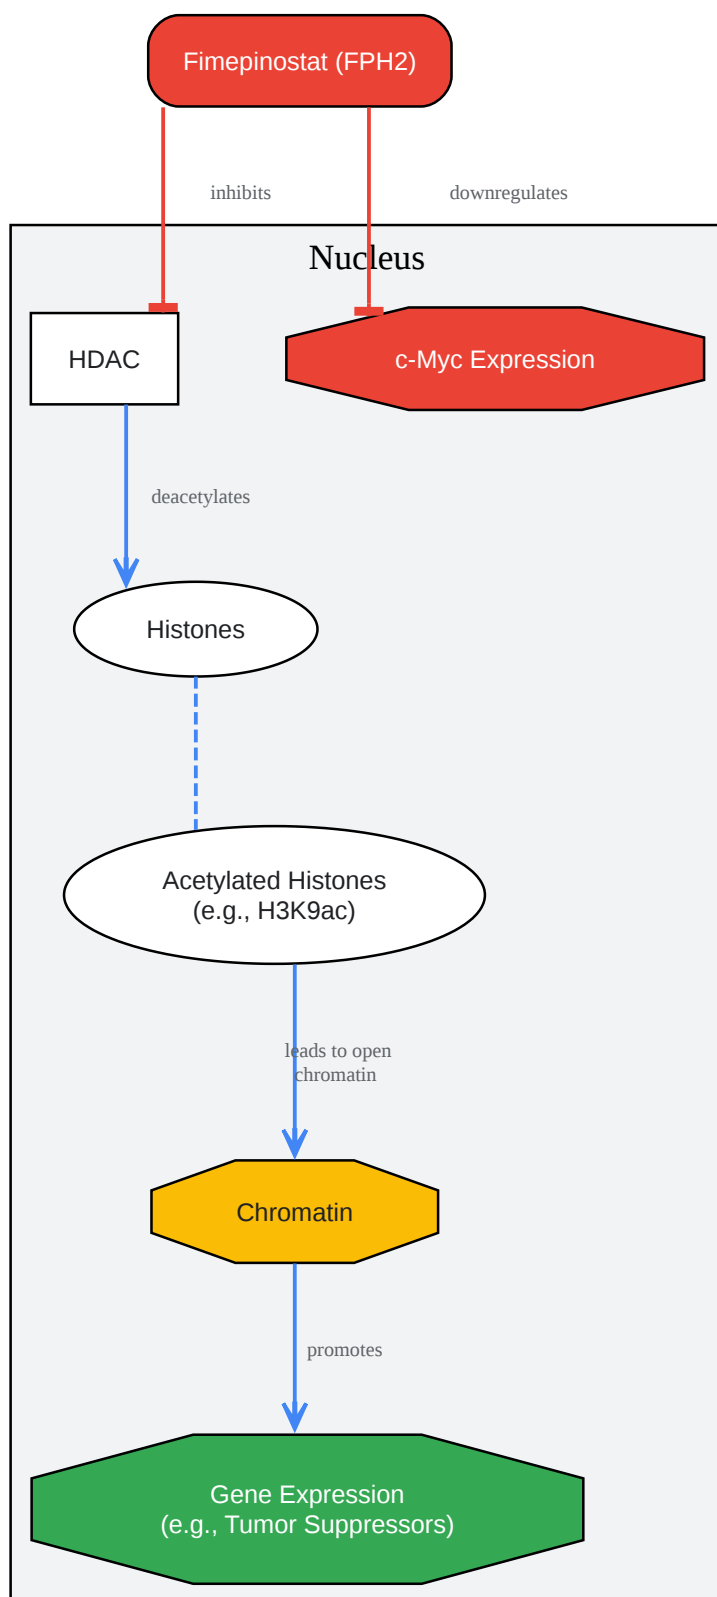 Fimepinostat (FPH2)
inhibits
downregulates
Nucleus
HDAC
c-Myc Expression
deacetylates
Histones
Acetylated Histones
(e.g., H3K9ac)
leads to open
chromatin
Chromatin
promotes
Gene Expression
(e.g., Tumor Suppressors)